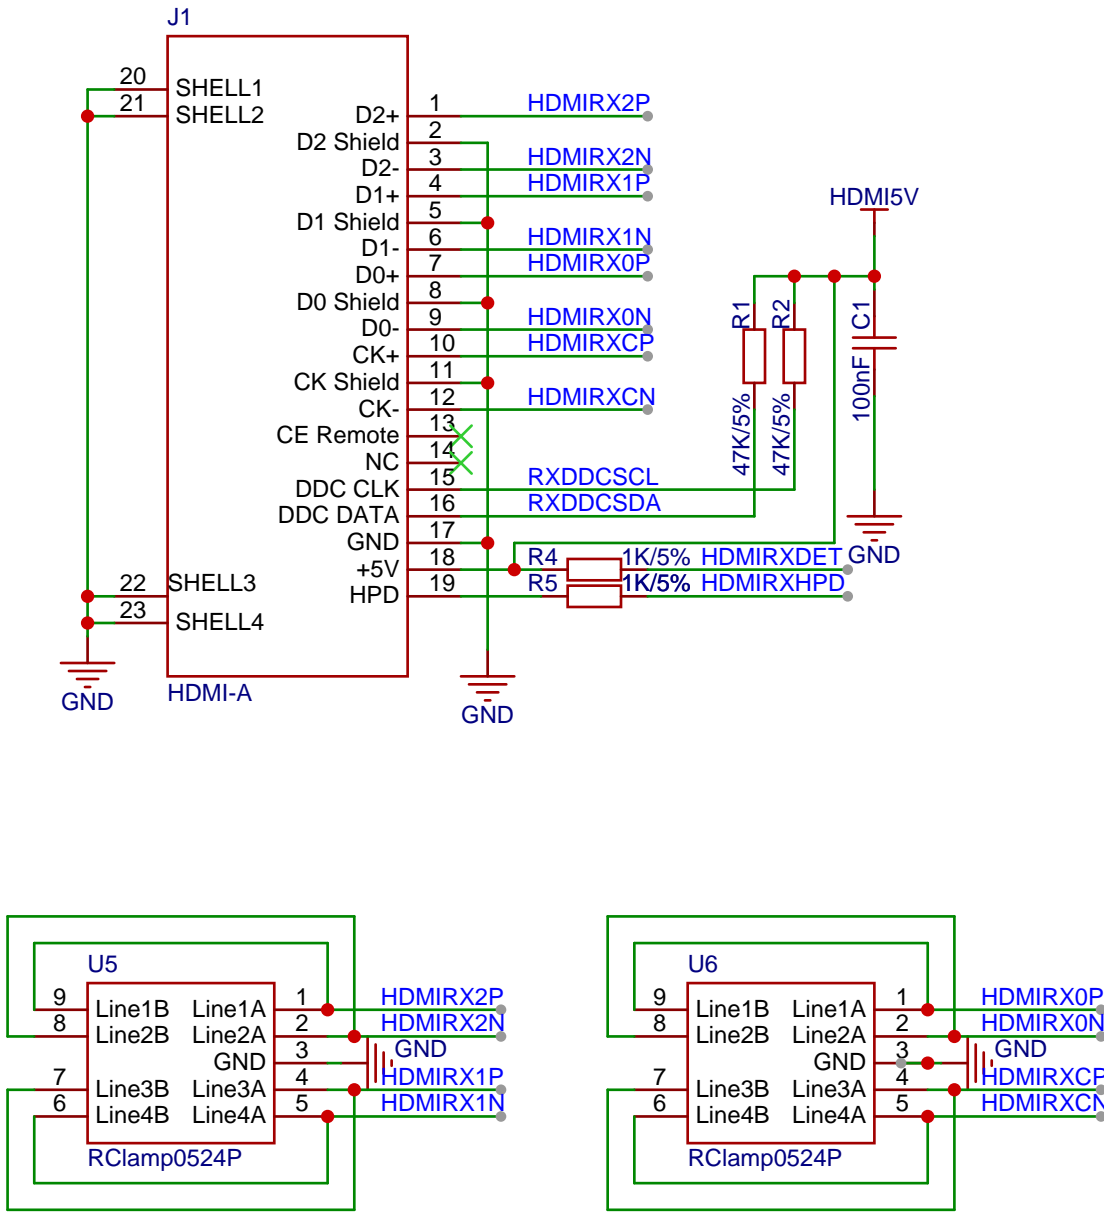 J1
20 SHELL1
21 SHELL2
D2+ 1 HDMIRX2P
D2 Shield 2
D2- 3 HDMIRX2N
D1+ 4 HDMIRX1P
D1 Shield 5
D1- 6 HDMIRX1N
D0+ 7 HDMIRX0P
D0 Shield 8
D0- 9 HDMIRX0N
CK+ 10 HDMIRXCP
CK Shield 11
CK- 12 HDMIRXCN
CE Remote 13
NC 14
DDC CLK 15 RXDDCSCL
DDC DATA 16 RXDDCSDA
GND 17
+5V 18 R4 1K/5% HDMIRXDET
HPD 19 R5 1K/5% HDMIRXHPD
22 SHELL3
23 SHELL4
GND
HDMI-A
GND
HDMI5V
R1
47K/5%
R2
47K/5%
C1
100nF
GND
U5
9 Line1B Line1A 1 HDMIRX2P
8 Line2B Line2A 2 HDMIRX2N
GND 3 GND
7 Line3B Line3A 4 HDMIRX1P
6 Line4B Line4A 5 HDMIRX1N
RClamp0524P
U6
9 Line1B Line1A 1 HDMIRX0P
8 Line2B Line2A 2 HDMIRX0N
GND 3 GND
7 Line3B Line3A 4 HDMIRXCP
6 Line4B Line4A 5 HDMIRXCN
RClamp0524P